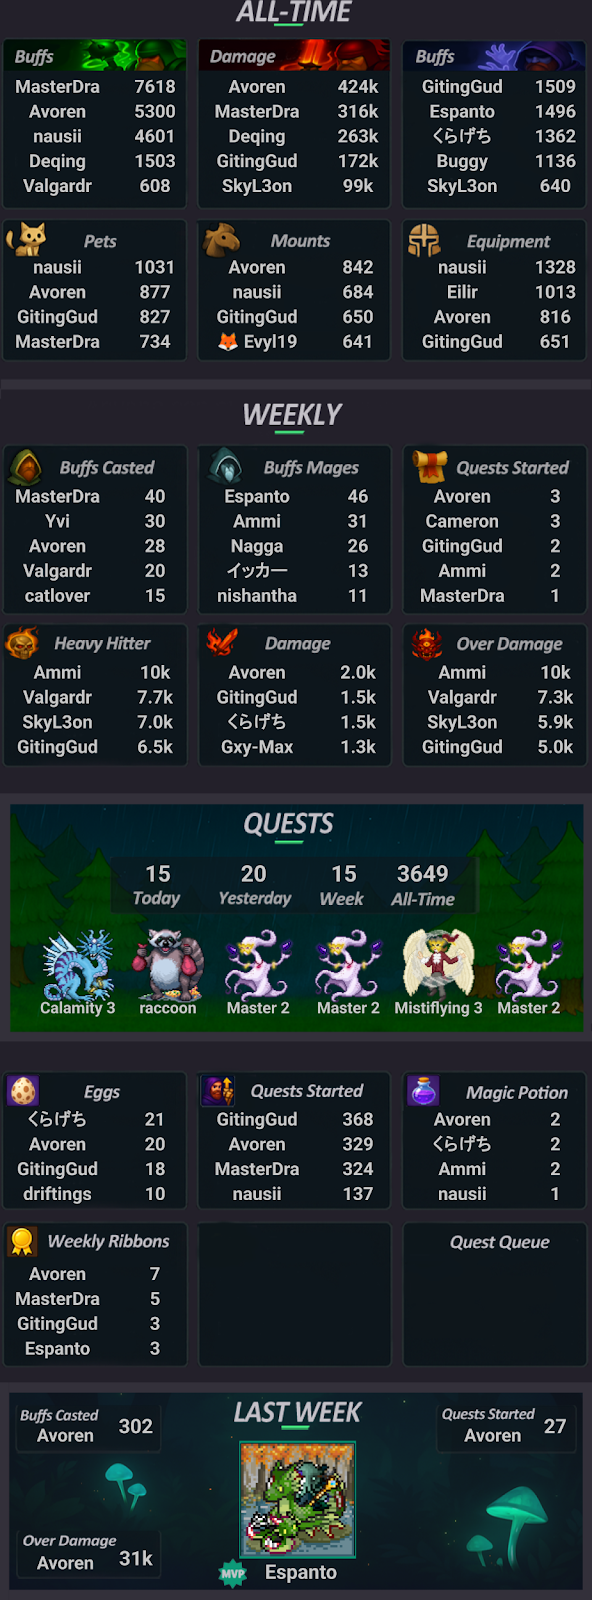 ALL-TIME
Buffs
MasterDra 7618
Avoren 5300
nausii 4601
Deqing 1503
Valgardr 608
Damage
Avoren 424k
MasterDra 316k
Deqing 263k
GitingGud 172k
SkyL3on 99k
Buffs
GitingGud 1509
Espanto 1496
くらげち 1362
Buggy 1136
SkyL3on 640
Pets
nausii 1031
Avoren 877
GitingGud 827
MasterDra 734
Mounts
Avoren 842
nausii 684
GitingGud 650
🦊 Evyl19 641
Equipment
nausii 1328
Eilir 1013
Avoren 816
GitingGud 651
WEEKLY
Buffs Casted
MasterDra 40
Yvi 30
Avoren 28
Valgardr 20
catlover 15
Buffs Mages
Espanto 46
Ammi 31
Nagga 26
イッカー 13
nishantha 11
Quests Started
Avoren 3
Cameron 3
GitingGud 2
Ammi 2
MasterDra 1
Heavy Hitter
Ammi 10k
Valgardr 7.7k
SkyL3on 7.0k
GitingGud 6.5k
Damage
Avoren 2.0k
GitingGud 1.5k
くらげち 1.5k
Gxy-Max 1.3k
Over Damage
Ammi 10k
Valgardr 7.3k
SkyL3on 5.9k
GitingGud 5.0k
QUESTS
15 20 15 3649
Today Yesterday Week All-Time
Calamity 3 raccoon Master 2 Master 2 Mistiflying 3 Master 2
Eggs
くらげち 21
Avoren 20
GitingGud 18
driftings 10
Quests Started
GitingGud 368
Avoren 329
MasterDra 324
nausii 137
Magic Potion
Avoren 2
くらげち 2
Ammi 2
nausii 1
Weekly Ribbons
Avoren 7
MasterDra 5
GitingGud 3
Espanto 3
Quest Queue
LAST WEEK
Buffs Casted
Avoren 302
Quests Started
Avoren 27
Over Damage
Avoren 31k
MVP Espanto